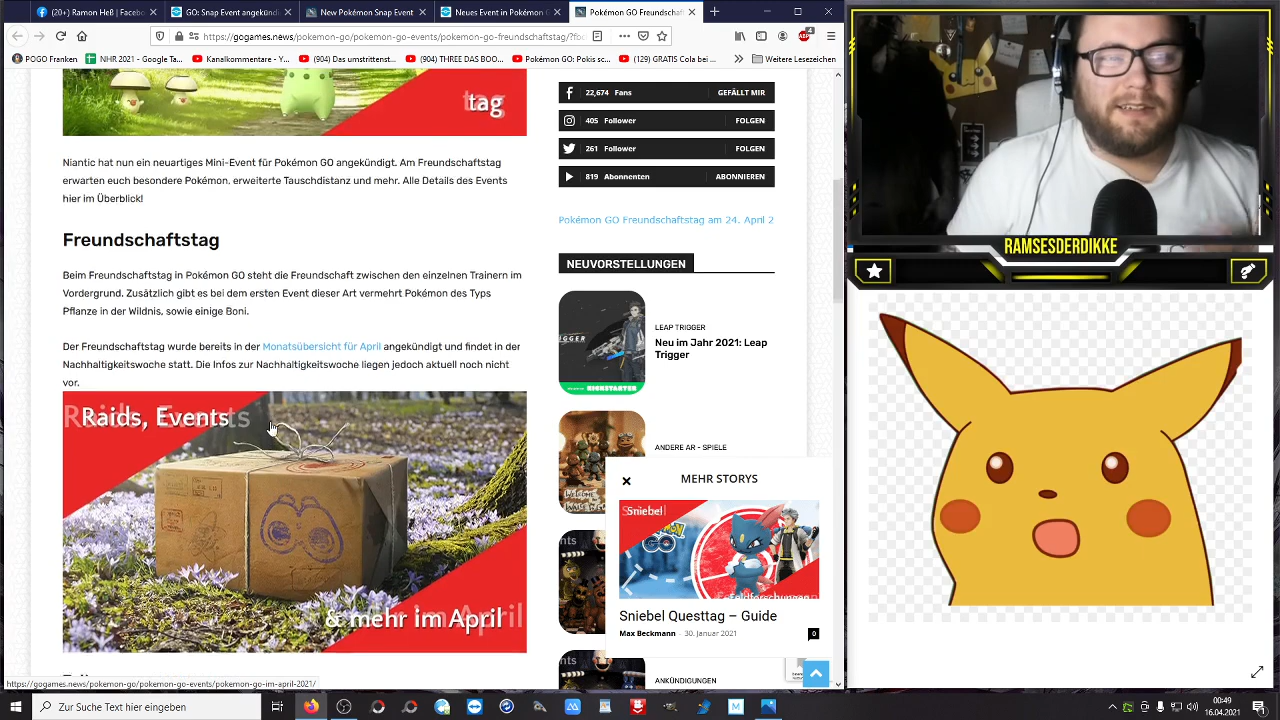 (20+) Ramon Heß | Facebo
GO: Snap Event angekündi
New Pokémon Snap Event
Neues Event in Pokémon G
Pokémon GO Freundschaft
https://gogames.news/pokemon-go/pokemon-go-events/pokemon-go-freundschaftstag/?fbc
POGO Franken
NHR 2021 - Google Ta...
Kanalkommentare - Y...
(904) Das umstrittenst...
(904) THREE DAS BOO...
Pokémon GO: Pokis sc...
(129) GRATIS Cola bei ...
Weitere Lesezeichen
tag
22,674 Fans GEFÄLLT MIR
405 Follower FOLGEN
261 Follower FOLGEN
819 Abonnenten ABONNIEREN
Niantic hat nun ein neuartiges Mini-Event für Pokémon GO angekündigt. Am Freundschaftstag
erwarten euch besondere Pokémon, erweiterte Tauschdistanz und mehr. Alle Details des Events
hier im Überblick!
Pokémon GO Freundschaftstag am 24. April 2
Freundschaftstag
Beim Freundschaftstag in Pokémon GO steht die Freundschaft zwischen den einzelnen Trainern im
Vordergrund. Zusätzlich gibt es bei dem ersten Event dieser Art vermehrt Pokémon des Typs
Pflanze in der Wildnis, sowie einige Boni.
Der Freundschaftstag wurde bereits in der Monatsübersicht für April angekündigt und findet in der
Nachhaltigkeitswoche statt. Die Infos zur Nachhaltigkeitswoche liegen jedoch aktuell noch nicht
vor.
Raids, Events
& mehr im April
NEUVORSTELLUNGEN
LEAP TRIGGER
Neu im Jahr 2021: Leap
Trigger
IGGER
KICKSTARTER
ANDERE AR - SPIELE
MEHR STORYS
Sniebel
Feldforschungen
Sniebel Questtag – Guide
Max Beckmann - 30. Januar 2021
0
ANKÜNDIGUNGEN
https://gogames.news/pokemon-go/pokemon-go-events/pokemon-go-im-april-2021/
RAMSESDERDIKKE
Zur Suche Text hier eingeben
00:49
16.04.2021